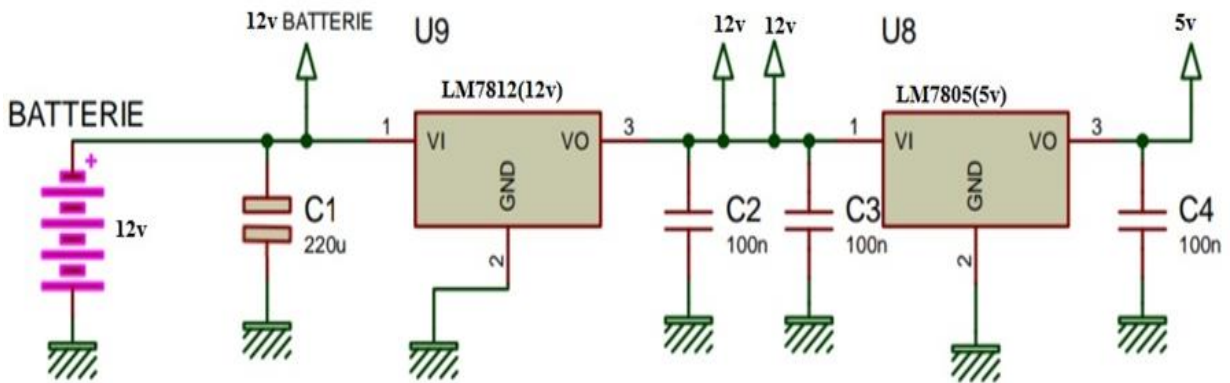 12v BATTERIE
U9
12v
12v
U8
5v
LM7812(12v)
LM7805(5v)
BATTERIE
1
VI
VO
3
1
VI
VO
3
+
GND
GND
12v
C1
220u
C2
100n
C3
100n
C4
100n
2
2